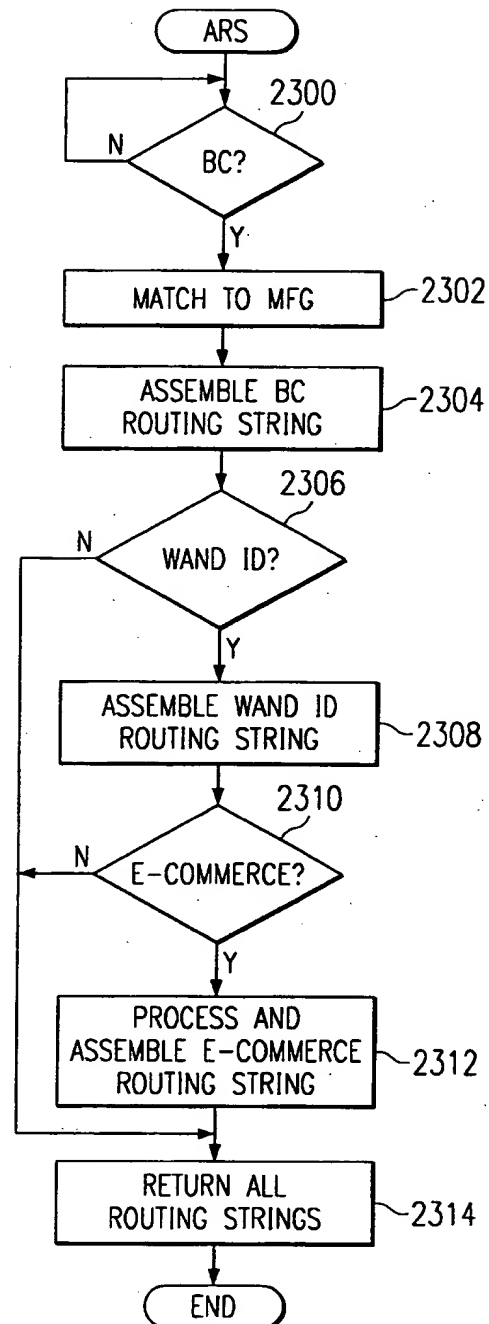 ARS
2300
N
BC?
Y
MATCH TO MFG
2302
ASSEMBLE BC
ROUTING STRING
2304
2306
N
WAND ID?
Y
ASSEMBLE WAND ID
ROUTING STRING
2308
2310
N
E-COMMERCE?
Y
PROCESS AND
ASSEMBLE E-COMMERCE
ROUTING STRING
2312
RETURN ALL
ROUTING STRINGS
2314
END